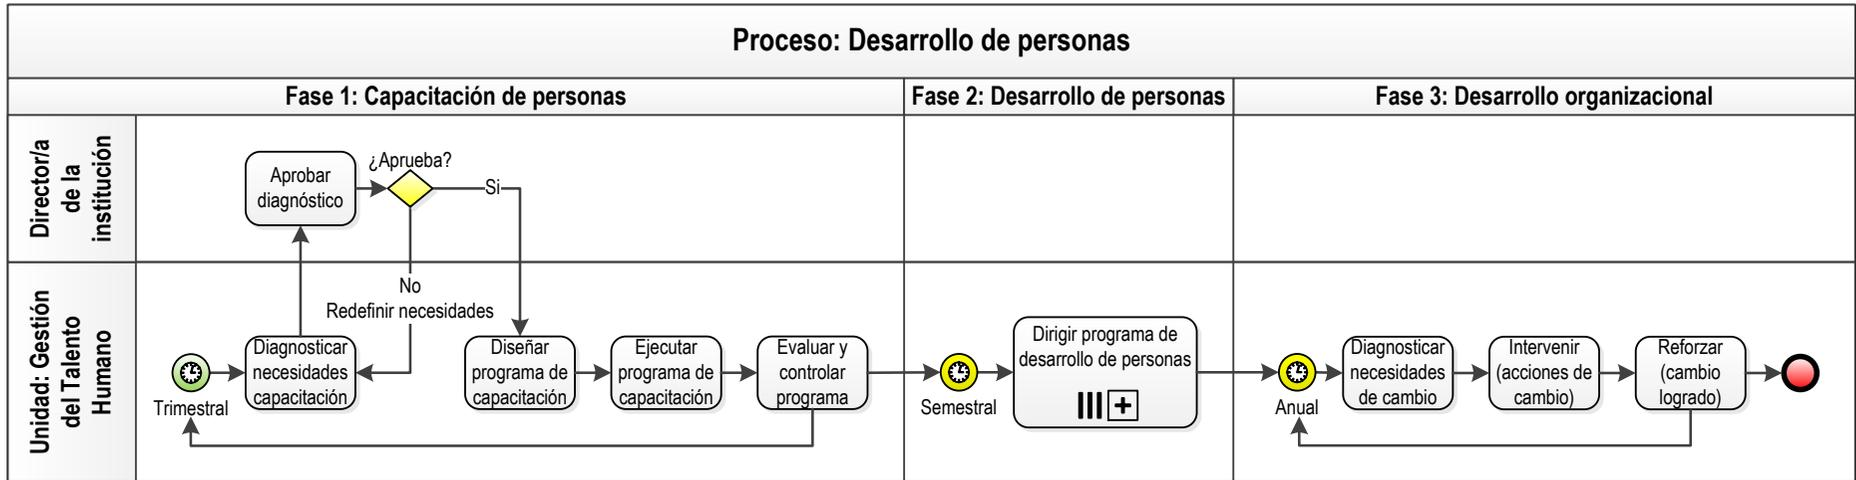 Proceso: Desarrollo de personas
Fase 1: Capacitación de personas
Fase 2: Desarrollo de personas
Fase 3: Desarrollo organizacional
Director/a
de la
institución
Aprobar
diagnóstico
¿Aprueba?
Si
No
Redefinir necesidades
Unidad: Gestión
del Talento
Humano
Trimestral
Diagnosticar
necesidades
capacitación
Diseñar
programa de
capacitación
Ejecutar
programa de
capacitación
Evaluar y
controlar
programa
Semestral
Dirigir programa de
desarrollo de personas
Anual
Diagnosticar
necesidades
de cambio
Intervenir
(acciones de
cambio)
Reforzar
(cambio
logrado)